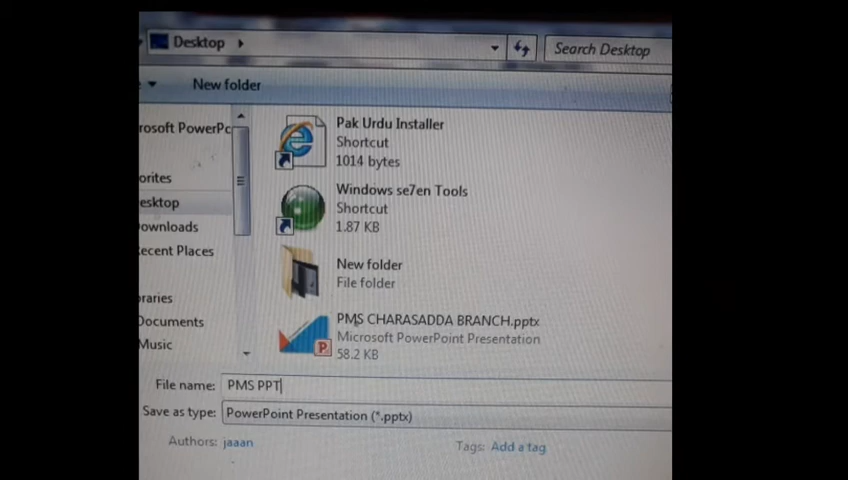 Desktop
Search Desktop
New folder
rosoft PowerPc
orites
esktop
ownloads
ecent Places
raries
Documents
Music
Pak Urdu Installer
Shortcut
1014 bytes
Windows se7en Tools
Shortcut
1.87 KB
New folder
File folder
PMS CHARASADDA BRANCH.pptx
Microsoft PowerPoint Presentation
58.2 KB
File name: PMS PPT
Save as type: PowerPoint Presentation (*.pptx)
Authors: jaaan
Tags: Add a tag